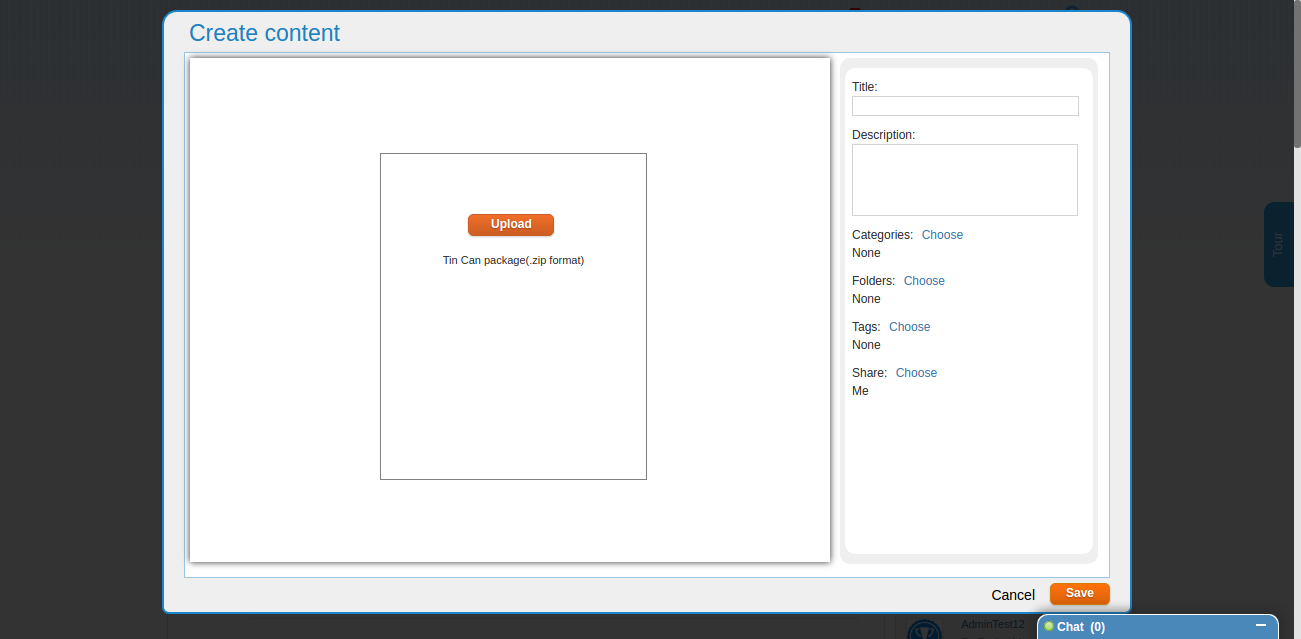 Create content
Upload
Tin Can package(.zip format)
Title:
Description:
Categories: Choose
None
Folders: Choose
None
Tags: Choose
None
Share: Choose
Me
Cancel
Save
Tour
AdminTest12
Chat (0)